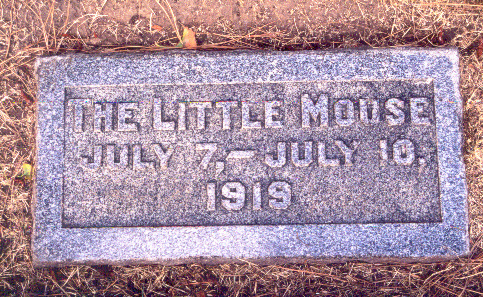 THE LITTLE MOUSE
JULY 7,–JULY 10,
1919